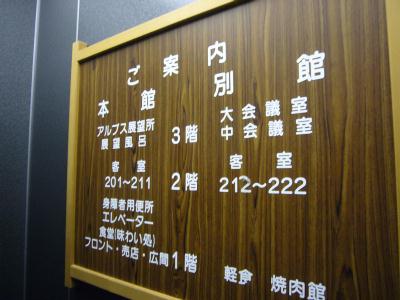 ご案内
本館 別館
アルプス展望所
展望風呂
3階
大会議室
中会議室
客室
201～211
2階
客室
212～222
身障者用便所
エレベーター
食堂(味わい処)
フロント・売店・広間
1階
軽食 焼肉館